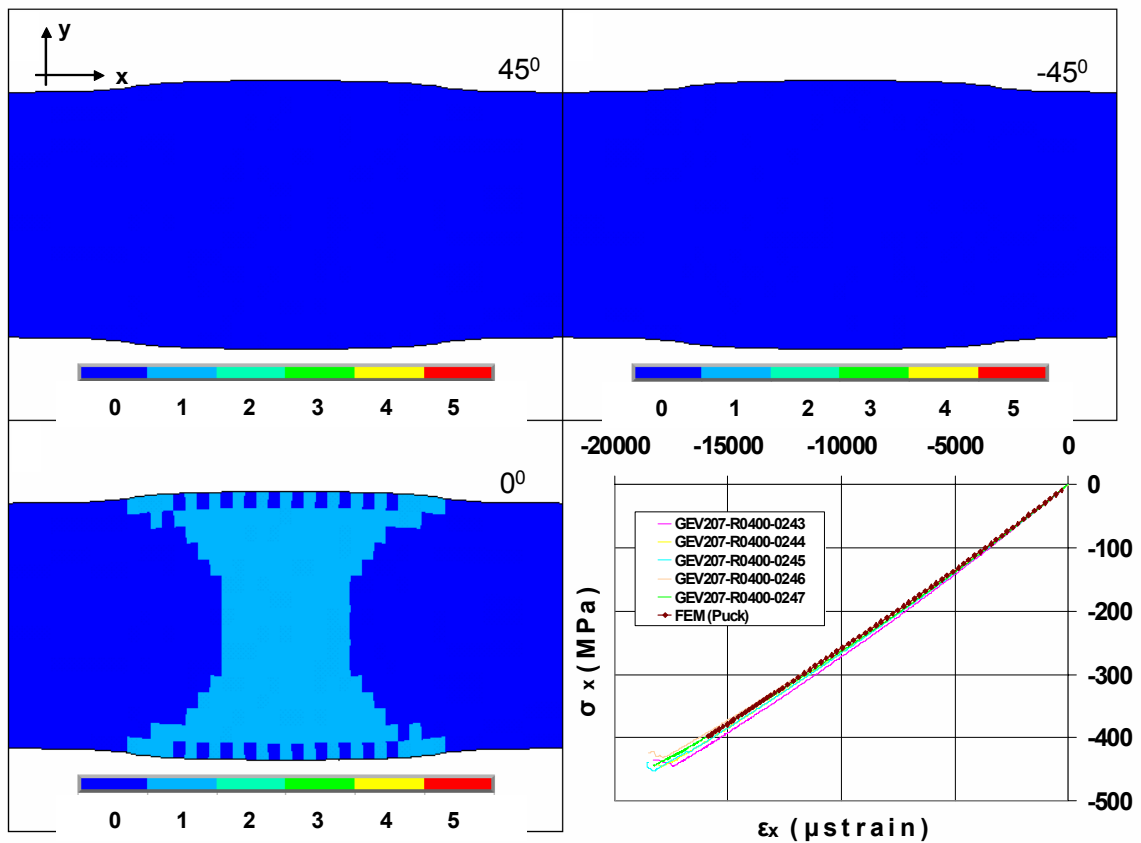 y
x
45⁰
-45⁰
0 1 2 3 4 5
0 1 2 3 4 5
0⁰
0 1 2 3 4 5
-20000 -15000 -10000 -5000 0
0
-100
-200
-300
-400
-500
GEV207-R0400-0243
GEV207-R0400-0244
GEV207-R0400-0245
GEV207-R0400-0246
GEV207-R0400-0247
FEM (Puck)
σ x (MPa)
εx (μstrain)